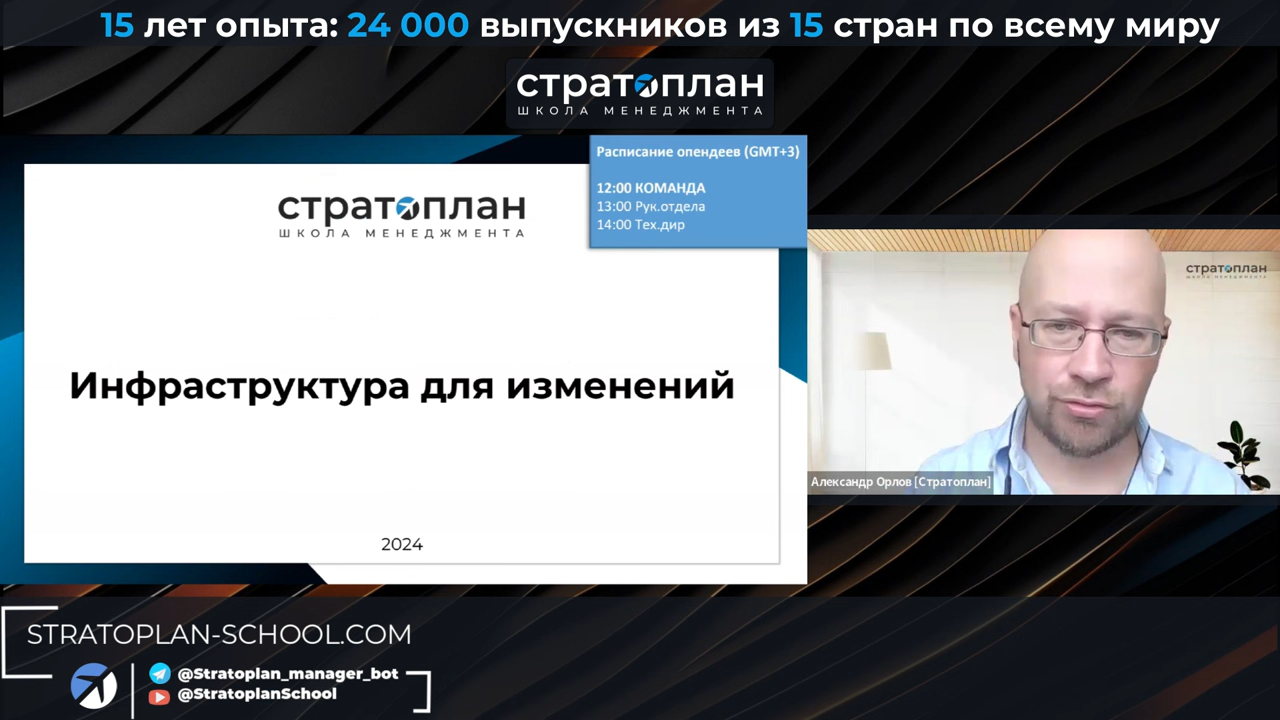 15 лет опыта: 24 000 выпускников из 15 стран по всему миру
стратоплан
ШКОЛА МЕНЕДЖМЕНТА
Расписание опендеев (GMT+3)
12:00 КОМАНДА
13:00 Рук.отдела
14:00 Тех.дир
стратоплан
ШКОЛА МЕНЕДЖМЕНТА
Инфраструктура для изменений
2024
стратоплан
ШКОЛА МЕНЕДЖМЕНТА
Александр Орлов [Стратоплан]
STRATOPLAN-SCHOOL.COM
@Stratoplan_manager_bot
@StratoplanSchool